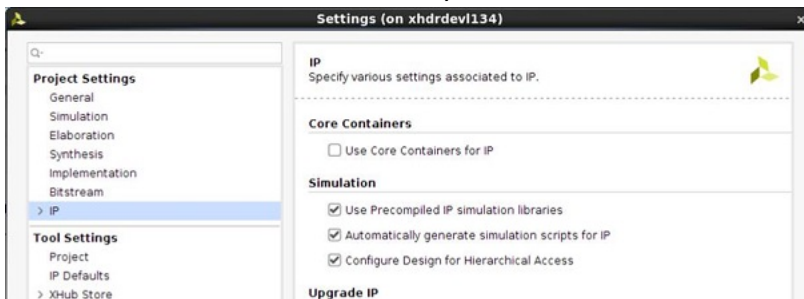 Settings (on xhdrdevl134)
Q-
Project Settings
General
Simulation
Elaboration
Synthesis
Implementation
Bitstream
> IP
Tool Settings
Project
IP Defaults
> XHub Store
IP
Specify various settings associated to IP.
Core Containers
Use Core Containers for IP
Simulation
Use Precompiled IP simulation libraries
Automatically generate simulation scripts for IP
Configure Design for Hierarchical Access
Upgrade IP